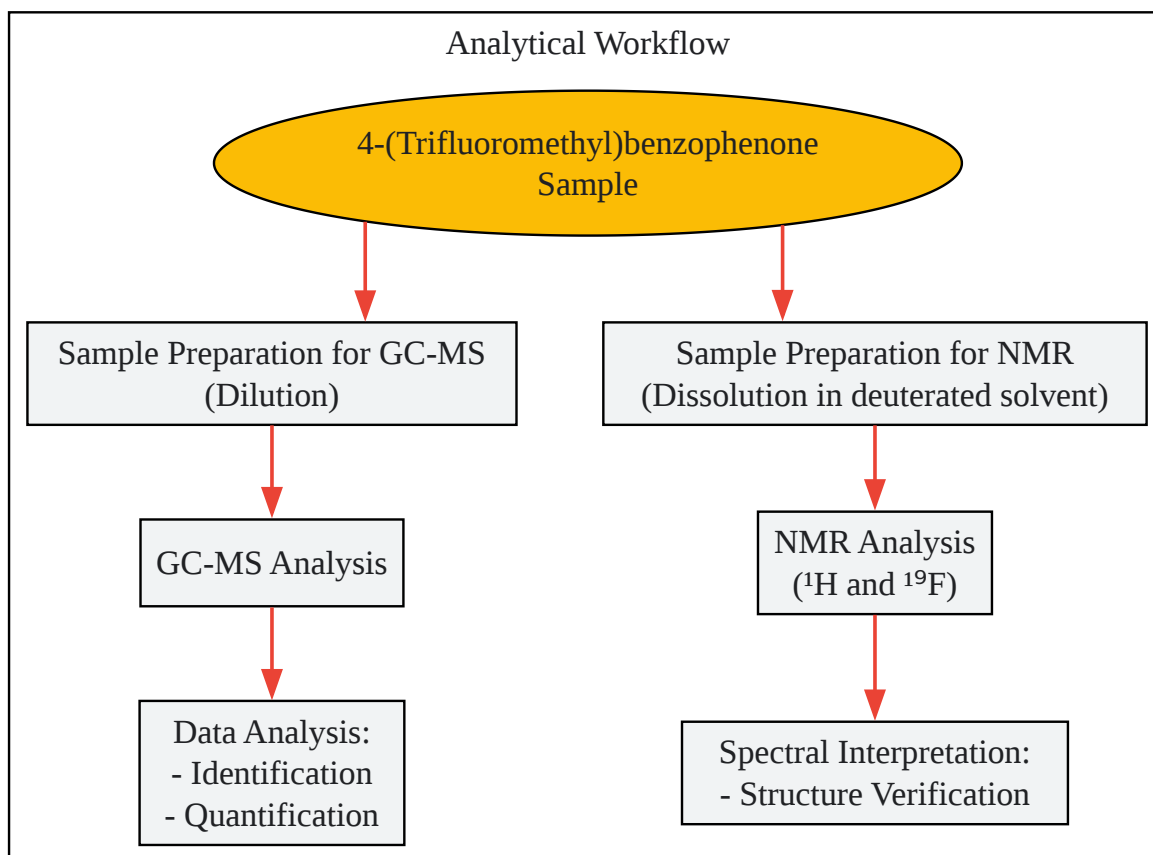 Analytical Workflow
4-(Trifluoromethyl)benzophenone
Sample
Sample Preparation for GC-MS
(Dilution)
Sample Preparation for NMR
(Dissolution in deuterated solvent)
GC-MS Analysis
NMR Analysis
(¹H and ¹⁹F)
Data Analysis:
- Identification
- Quantification
Spectral Interpretation:
- Structure Verification